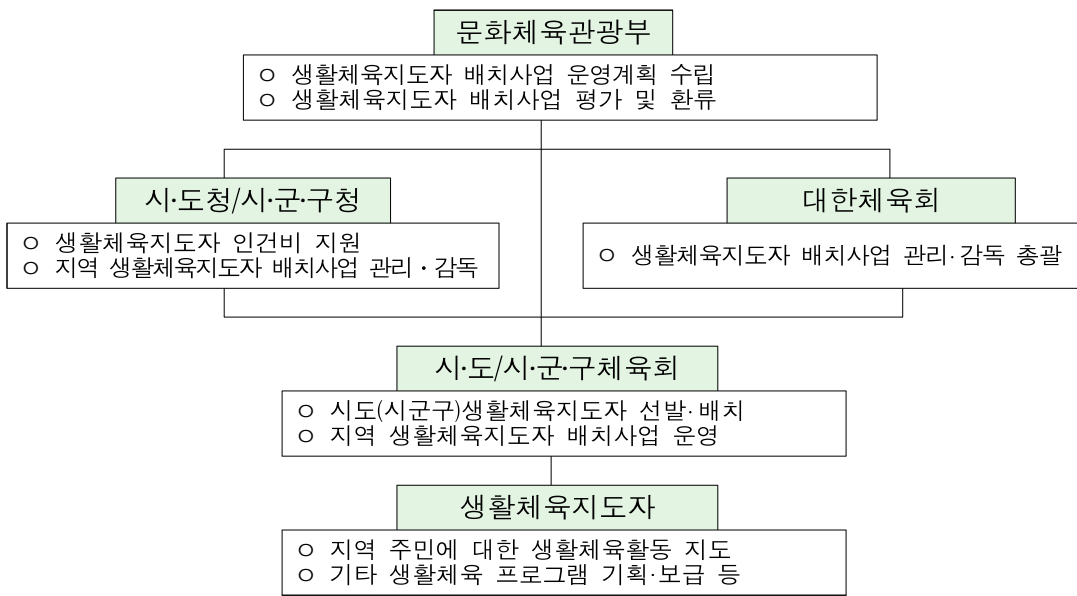 문화체육관광부
ㅇ 생활체육지도자 배치사업 운영계획 수립
ㅇ 생활체육지도자 배치사업 평가 및 환류
시·도청/시·군·구청
ㅇ 생활체육지도자 인건비 지원
ㅇ 지역 생활체육지도자 배치사업 관리·감독
대한체육회
ㅇ 생활체육지도자 배치사업 관리·감독 총괄
시·도/시·군·구체육회
ㅇ 시도(시군구)생활체육지도자 선발·배치
ㅇ 지역 생활체육지도자 배치사업 운영
생활체육지도자
ㅇ 지역 주민에 대한 생활체육활동 지도
ㅇ 기타 생활체육 프로그램 기획·보급 등